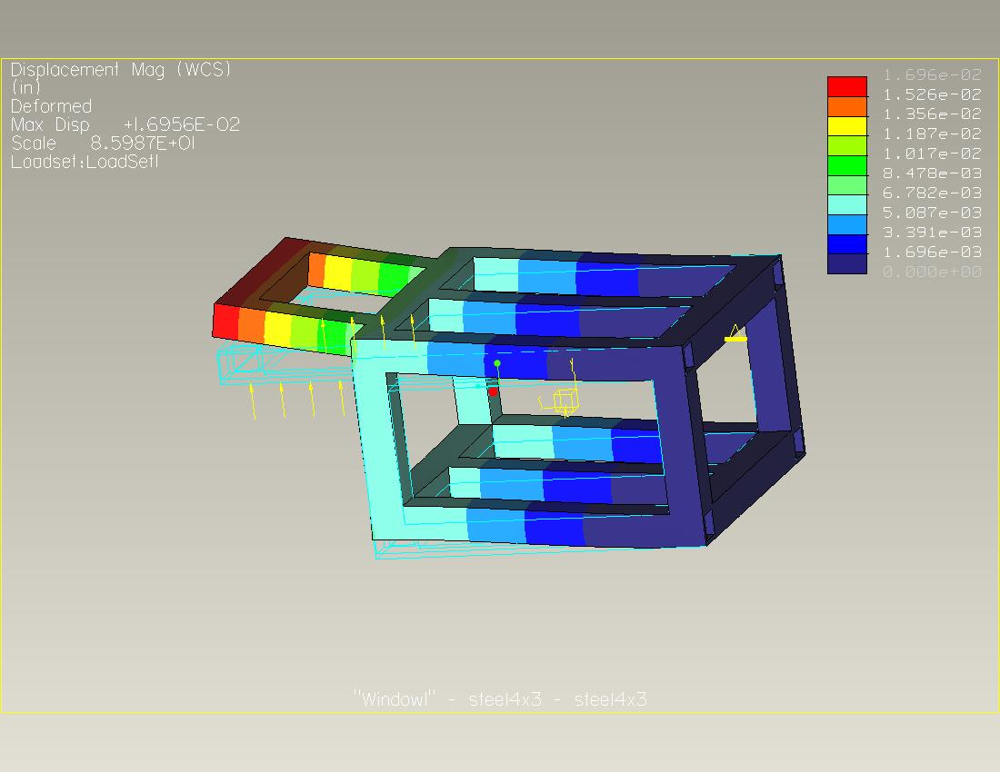 Displacement Mag (WCS)
(in)
Deformed
Max Disp +1.6956E-02
Scale 8.5987E+01
Loadset:LoadSet1
1.696e-02
1.526e-02
1.356e-02
1.187e-02
1.017e-02
8.478e-03
6.782e-03
5.087e-03
3.391e-03
1.696e-03
0.000e+00
"Window1" - steel4x3 - steel4x3